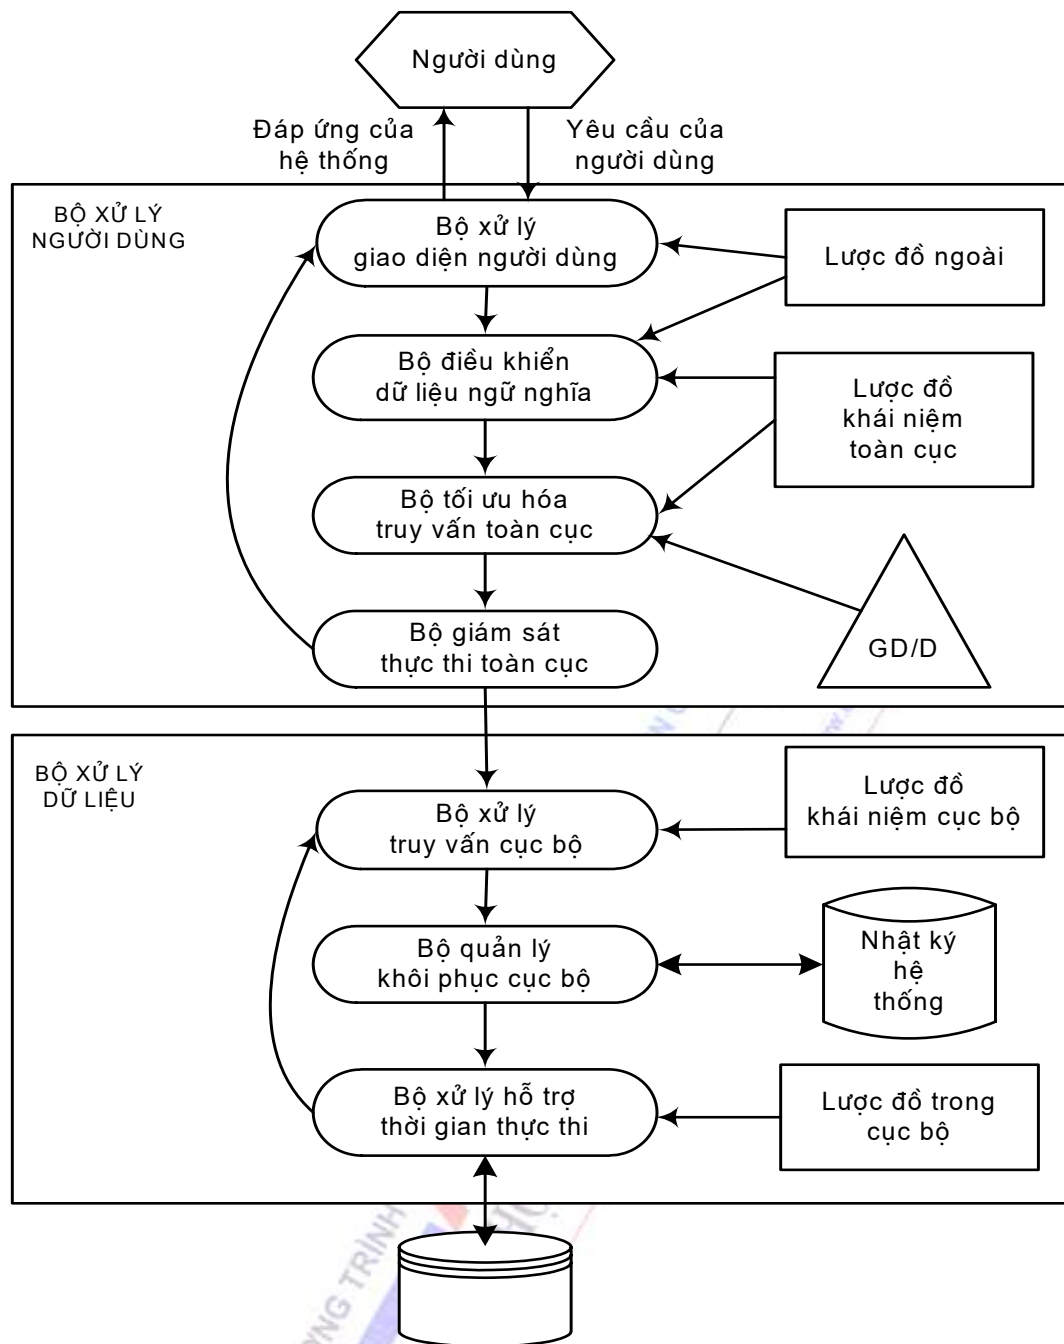 Người dùng
Đáp ứng của
hệ thống
Yêu cầu của
người dùng
BỘ XỬ LÝ
NGƯỜI DÙNG
Bộ xử lý
giao diện người dùng
Lược đồ ngoài
Bộ điều khiển
dữ liệu ngữ nghĩa
Lược đồ
khái niệm
toàn cục
Bộ tối ưu hóa
truy vấn toàn cục
Bộ giám sát
thực thi toàn cục
GD/D
BỘ XỬ LÝ
DỮ LIỆU
Bộ xử lý
truy vấn cục bộ
Lược đồ
khái niệm cục bộ
Bộ quản lý
khôi phục cục bộ
Nhật ký
hệ
thống
Bộ xử lý hỗ trợ
thời gian thực thi
Lược đồ trong
cục bộ
TRÌNH